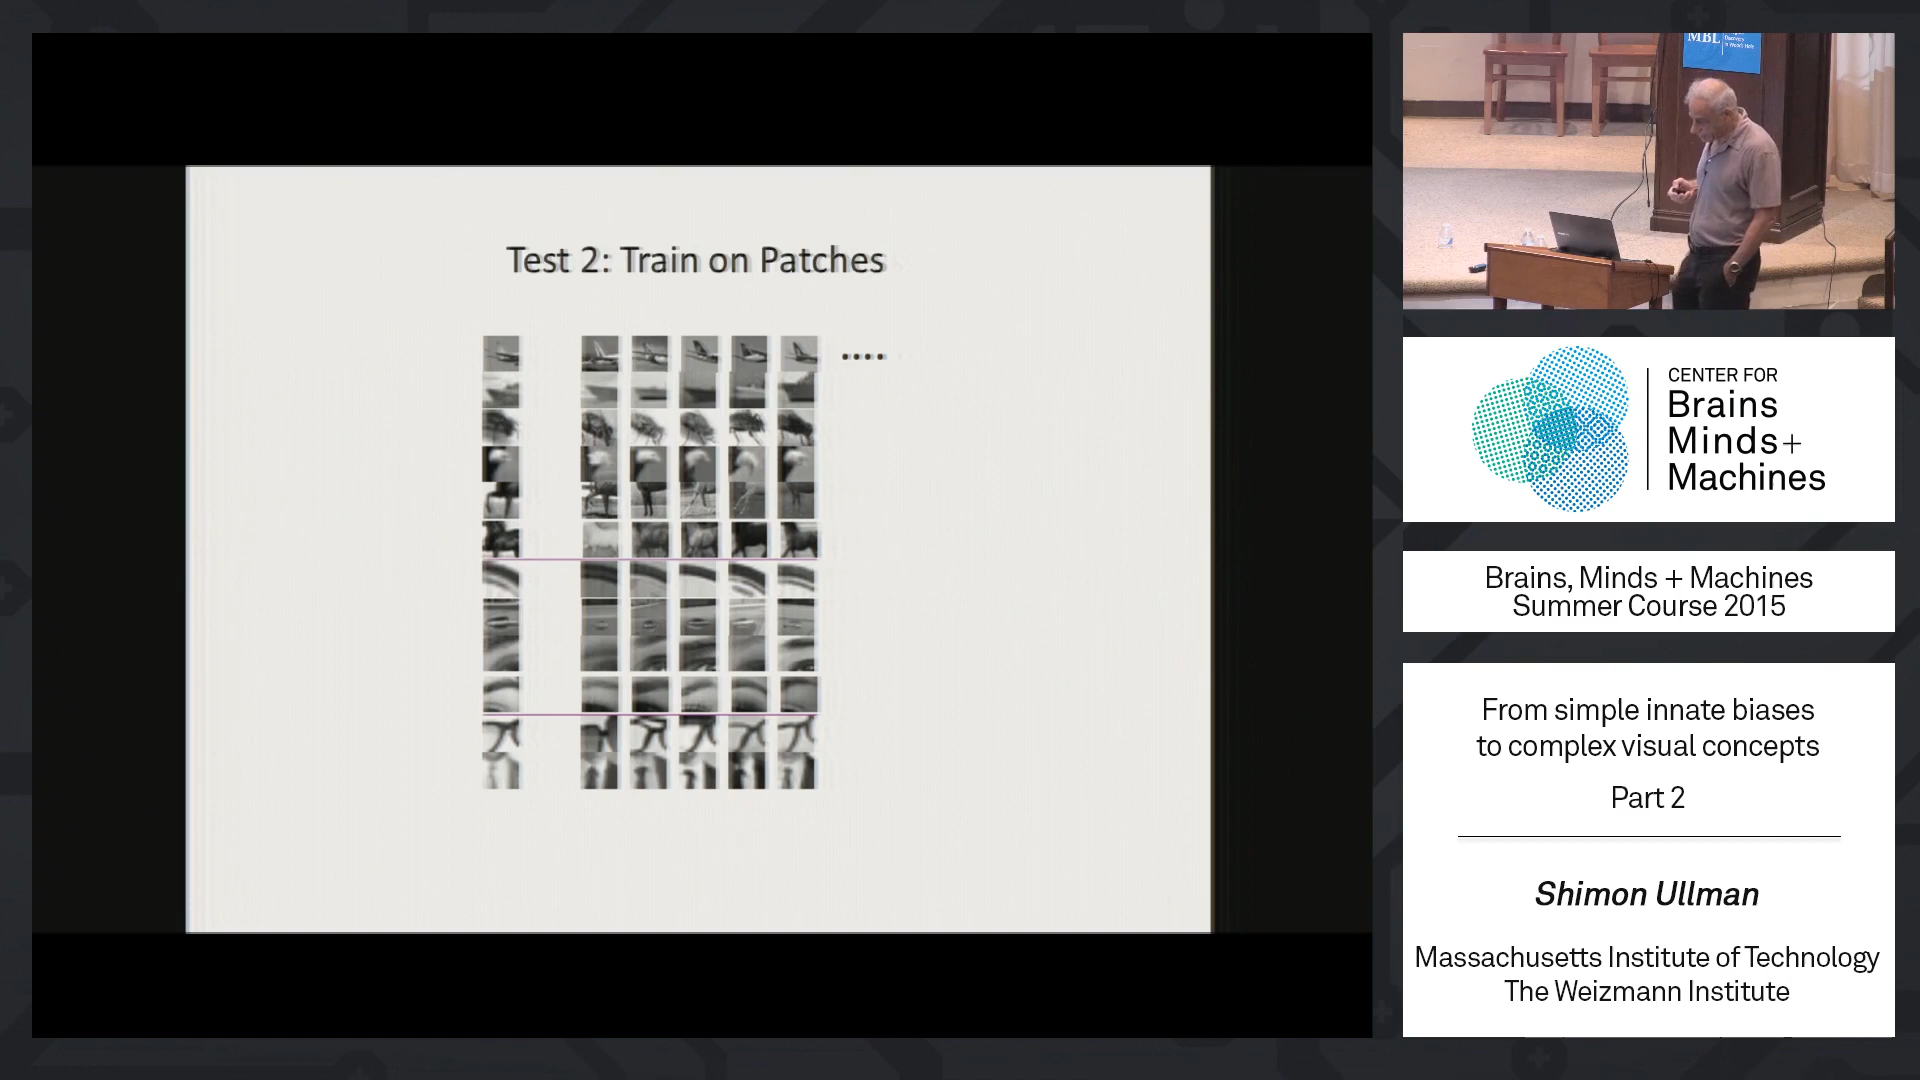 Test 2: Train on Patches
....
MBL
CENTER FOR
Brains
Minds+
Machines
Brains, Minds + Machines
Summer Course 2015
From simple innate biases
to complex visual concepts
Part 2
Shimon Ullman
Massachusetts Institute of Technology
The Weizmann Institute